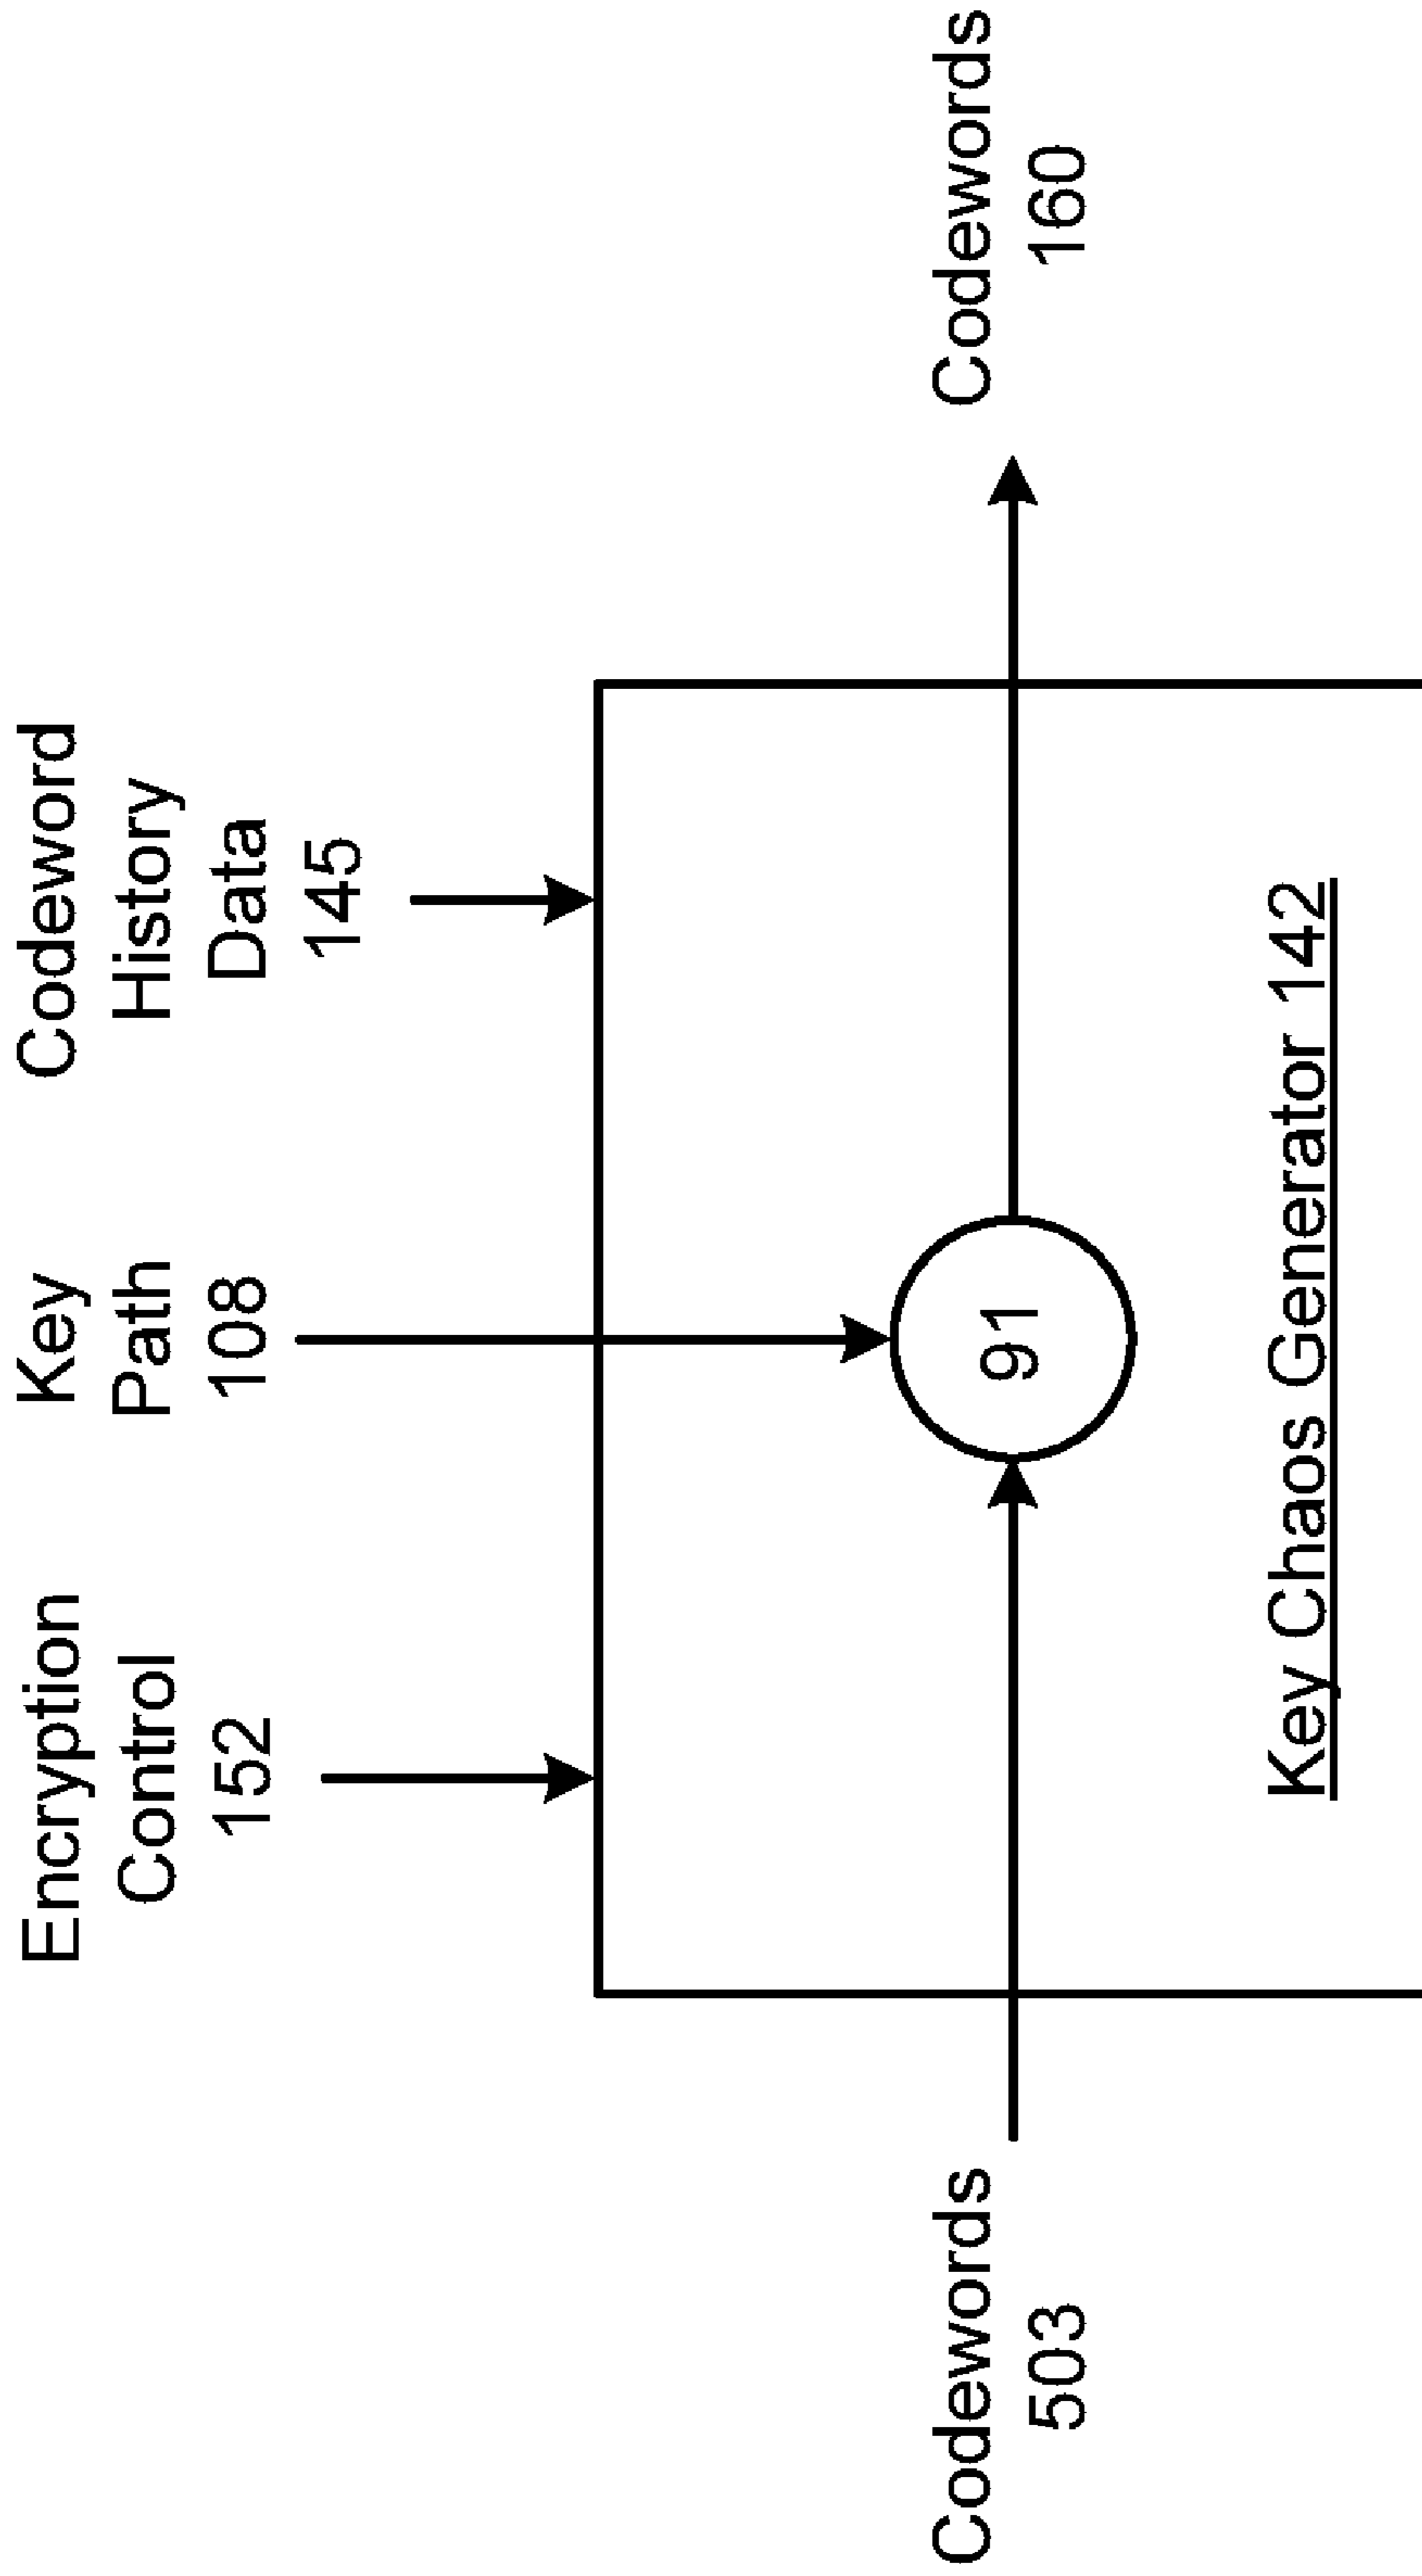 Encryption
Control
152
Key
Path
108
Codeword
History
Data
145
Codewords
503
91
Codewords
160
Key Chaos Generator 142